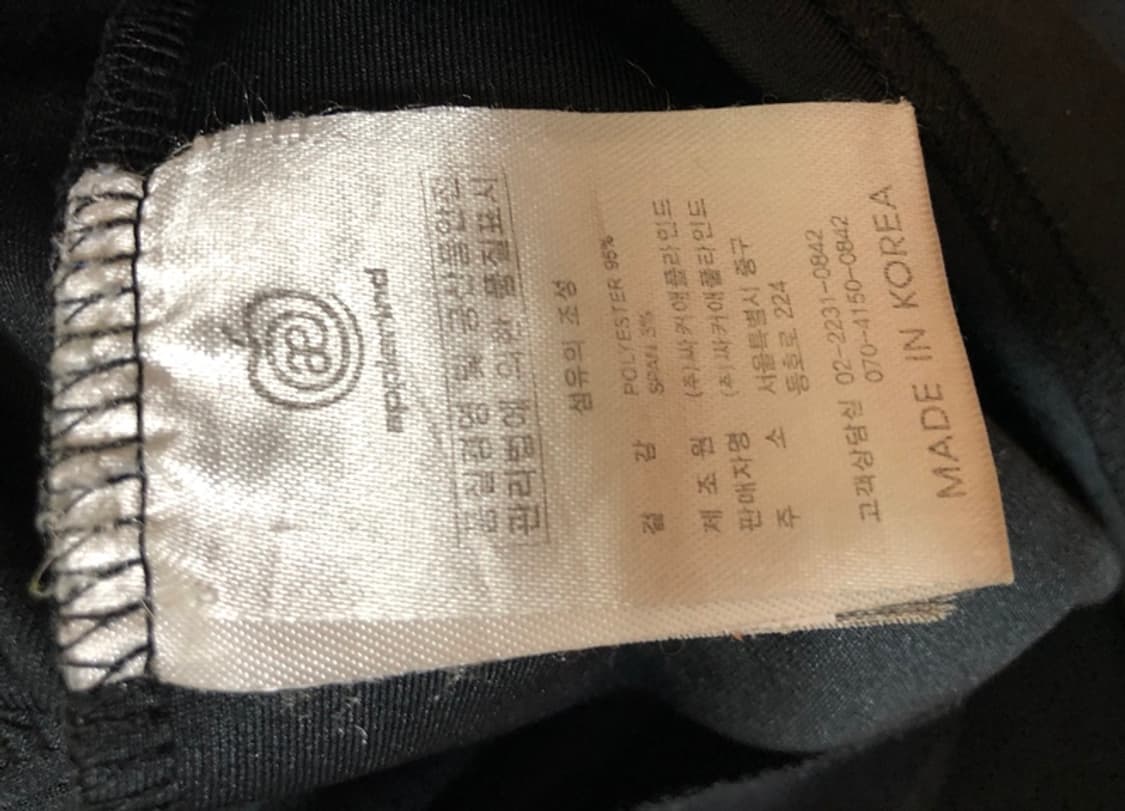 applerind
품질경영 및 공산품안전
관리법에 의한 품질표시
섬유의 조성
겉 감 POLYESTER 95%
SPAN 5%
제 조 원 (주)싸커애플라인드
판매자명 (주)싸커애플라인드
주 소 서울특별시 중구
동호로 224
고객상담실 02-2231-0842
070-4150-0842
MADE IN KOREA